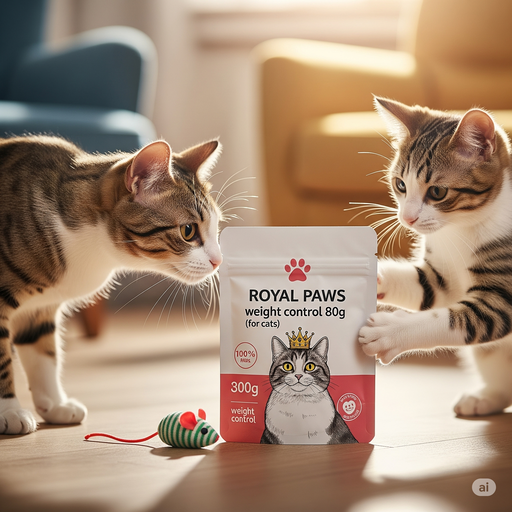 ROYAL PAWS
weight control 80g
(for cats)
100%
300g
weight
control
ai